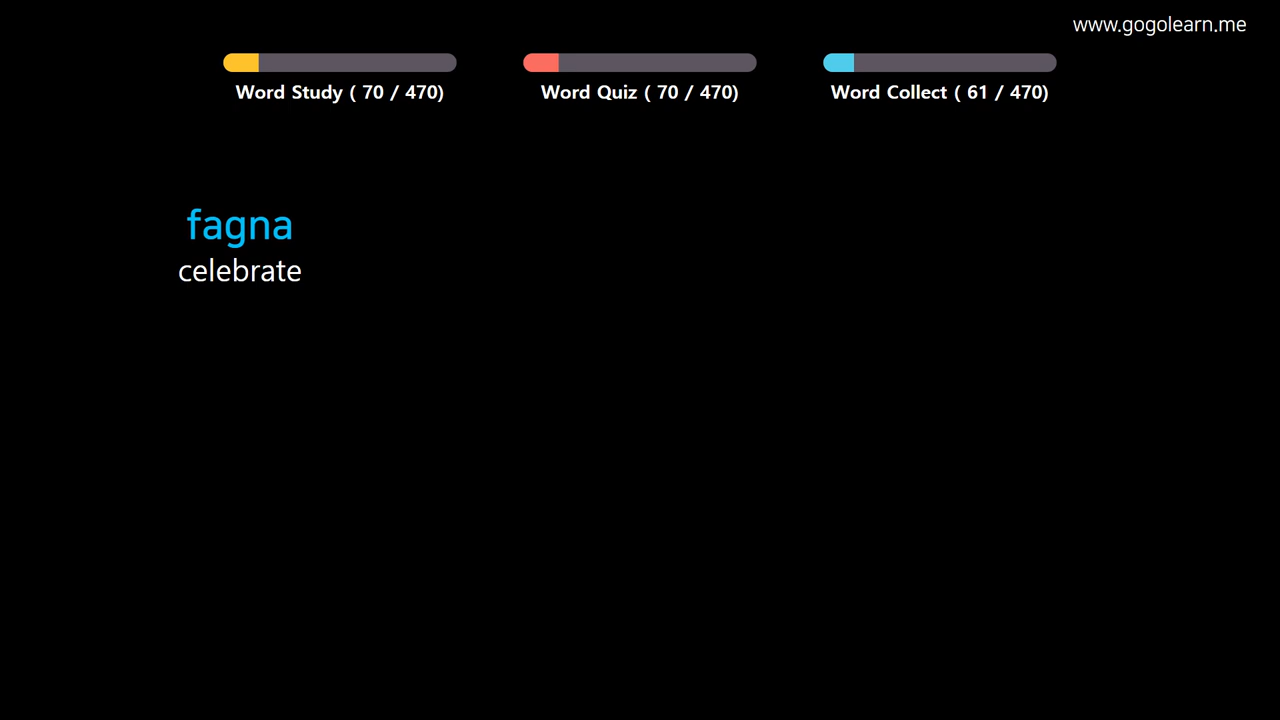 www.gogolearn.me
Word Study ( 70 / 470)
Word Quiz ( 70 / 470)
Word Collect ( 61 / 470)
fagna
celebrate